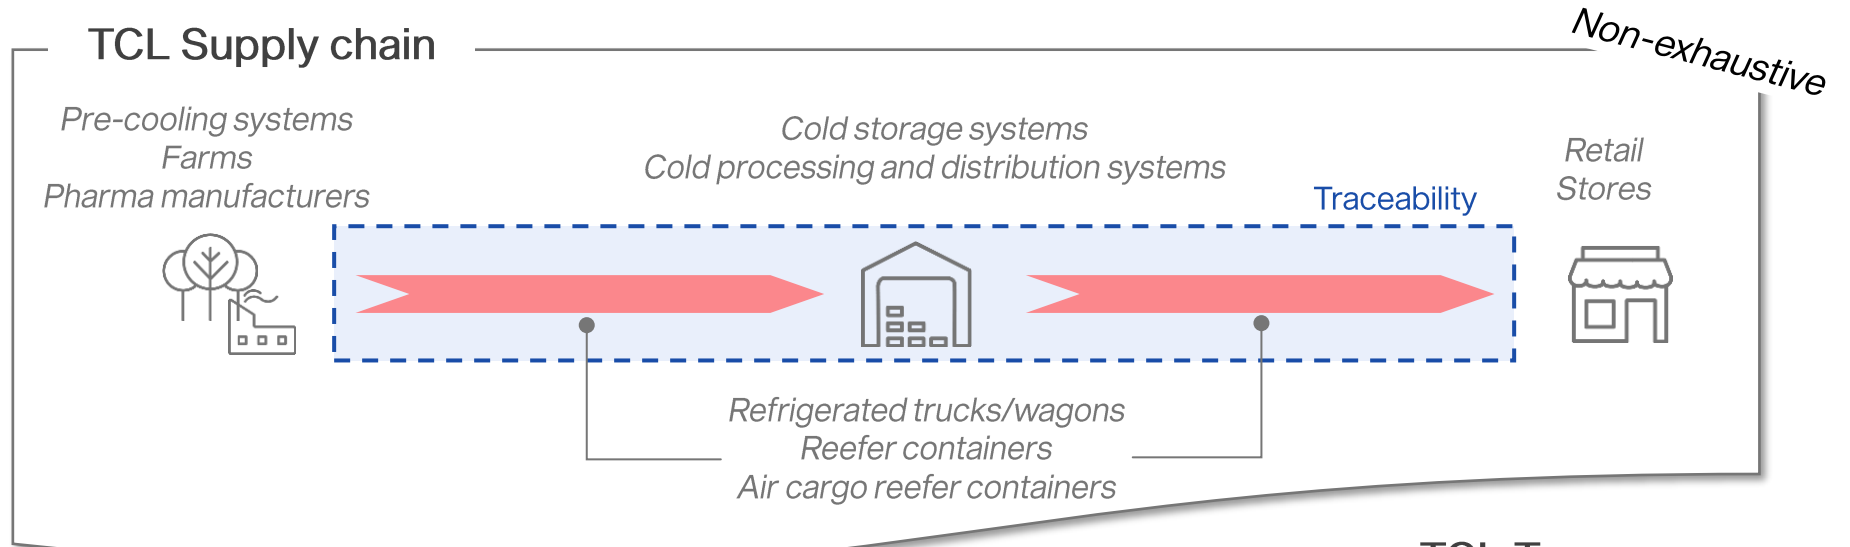 TCL Supply chain
Non-exhaustive
Pre-cooling systems
Farms
Pharma manufacturers
Cold storage systems
Cold processing and distribution systems
Retail
Stores
Traceability
Refrigerated trucks/wagons
Reefer containers
Air cargo reefer containers